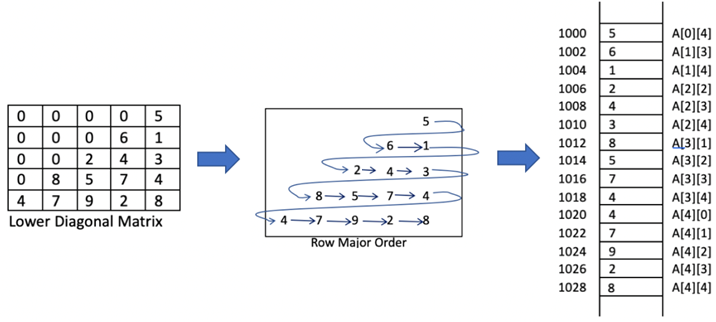 0 0 0 0 5
0 0 0 6 1
0 0 2 4 3
0 8 5 7 4
4 7 9 2 8
Lower Diagonal Matrix
5
6 1
2 4 3
8 5 7 4
4 7 9 2 8
Row Major Order
1000 5 A[0][4]
1002 6 A[1][3]
1004 1 A[1][4]
1006 2 A[2][2]
1008 4 A[2][3]
1010 3 A[2][4]
1012 8 A[3][1]
1014 5 A[3][2]
1016 7 A[3][3]
1018 4 A[3][4]
1020 4 A[4][0]
1022 7 A[4][1]
1024 9 A[4][2]
1026 2 A[4][3]
1028 8 A[4][4]